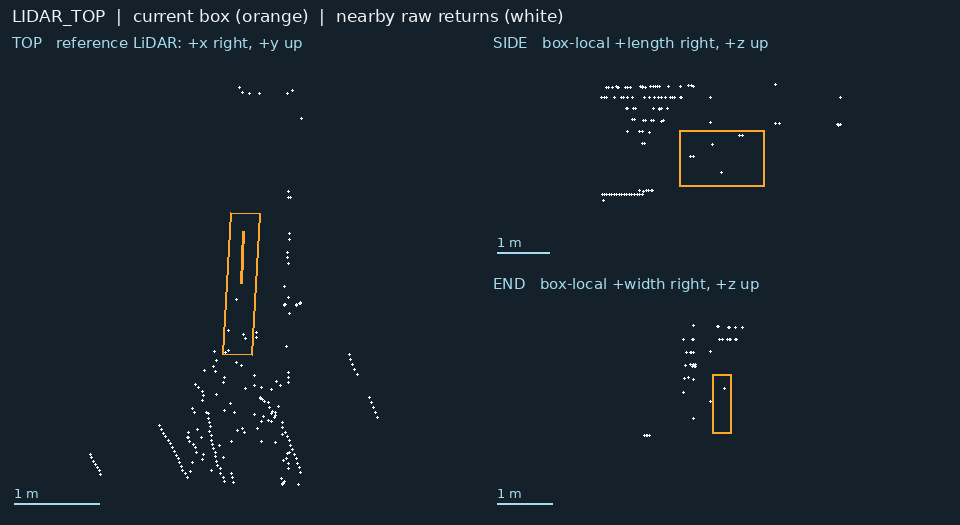 LIDAR_TOP | current box (orange) | nearby raw returns (white)
TOP reference LiDAR: +x right, +y up
SIDE box-local +length right, +z up
1 m
END box-local +width right, +z up
1 m
1 m